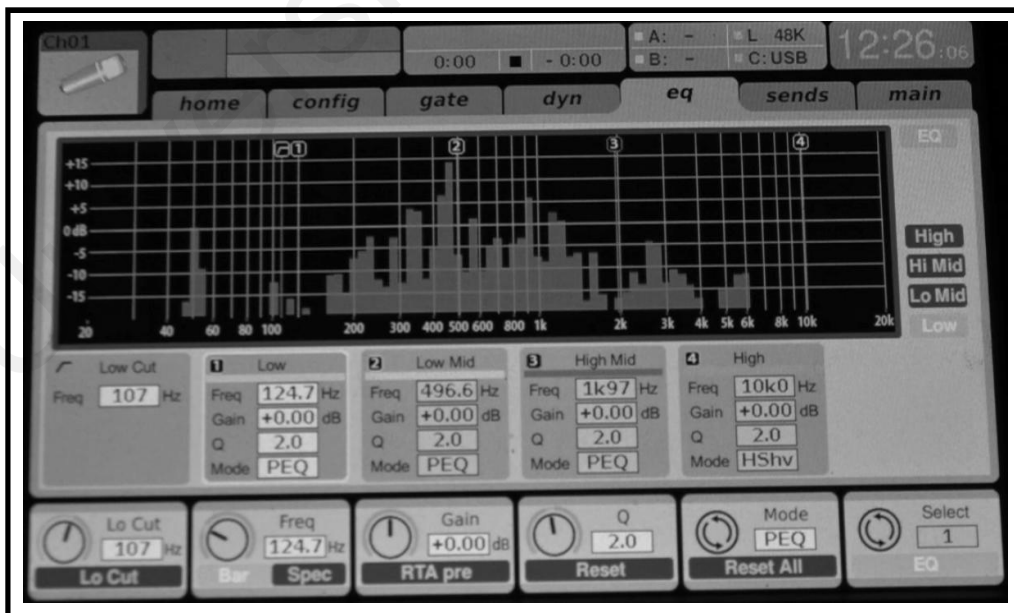 Ch01
A: - L 48K
0:00 - 0:00 B: - C: USB
12:26:06
home config gate dyn eq sends main
1 2 3 4 EQ
+15
+10
+5
0dB
-5
-10
-15
20 40 60 80 100 200 300 400 500 600 800 1k 2k 3k 4k 5k 6k 8k 10k 20k
High
Hi Mid
Lo Mid
Low
Low Cut
Freq 107 Hz
1 Low
Freq 124.7 Hz
Gain +0.00 dB
Q 2.0
Mode PEQ
2 Low Mid
Freq 496.6 Hz
Gain +0.00 dB
Q 2.0
Mode PEQ
3 High Mid
Freq 1k97 Hz
Gain +0.00 dB
Q 2.0
Mode PEQ
4 High
Freq 10k0 Hz
Gain +0.00 dB
Q 2.0
Mode HShv
Lo Cut
107 Hz
Lo Cut
Freq
124.7 Hz
Bar Spec
Gain
+0.00 dB
RTA pre
Q
2.0
Reset
Mode
PEQ
Reset All
Select
1
EQ